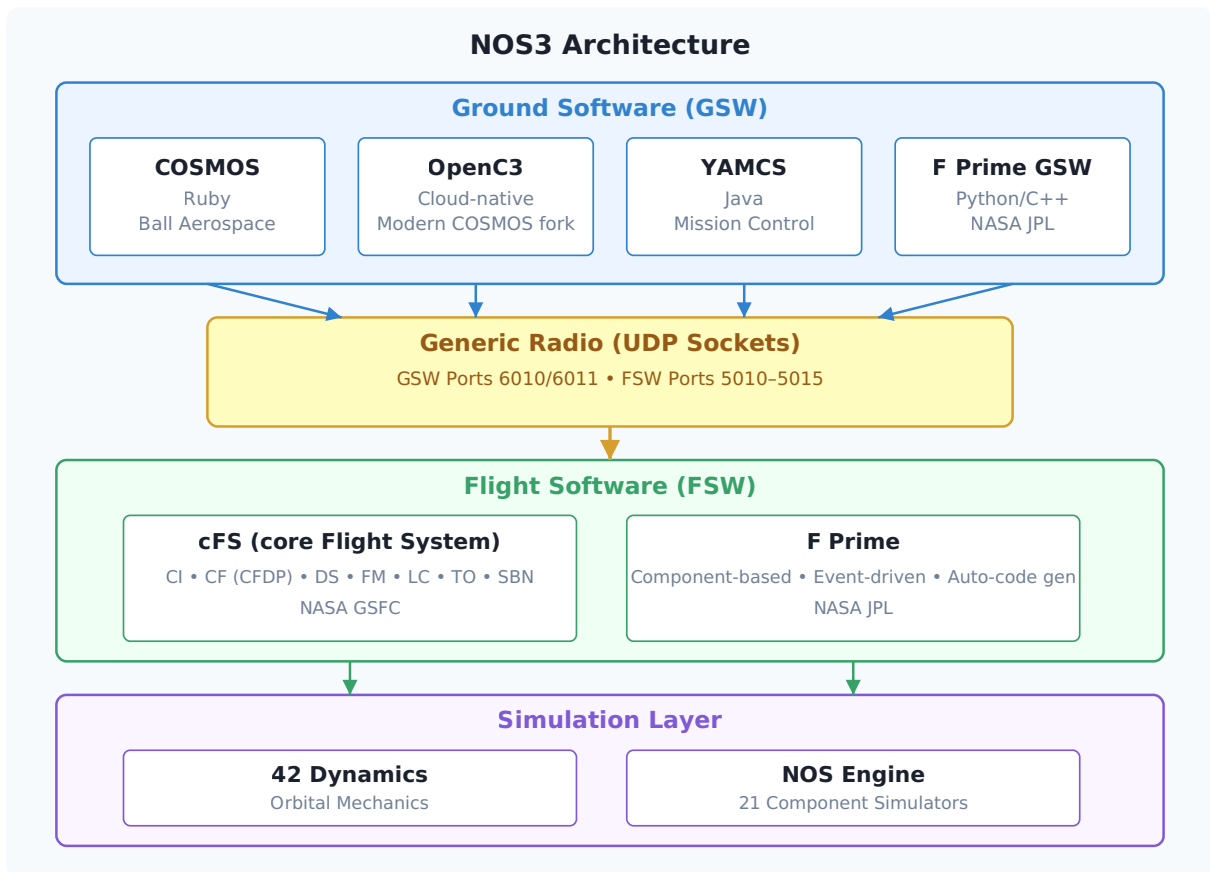 NOS3 Architecture
Ground Software (GSW)
COSMOS
Ruby
Ball Aerospace
OpenC3
Cloud-native
Modern COSMOS fork
YAMCS
Java
Mission Control
F Prime GSW
Python/C++
NASA JPL
Generic Radio (UDP Sockets)
GSW Ports 6010/6011 • FSW Ports 5010–5015
Flight Software (FSW)
cFS (core Flight System)
CI • CF (CFDP) • DS • FM • LC • TO • SBN
NASA GSFC
F Prime
Component-based • Event-driven • Auto-code gen
NASA JPL
Simulation Layer
42 Dynamics
Orbital Mechanics
NOS Engine
21 Component Simulators